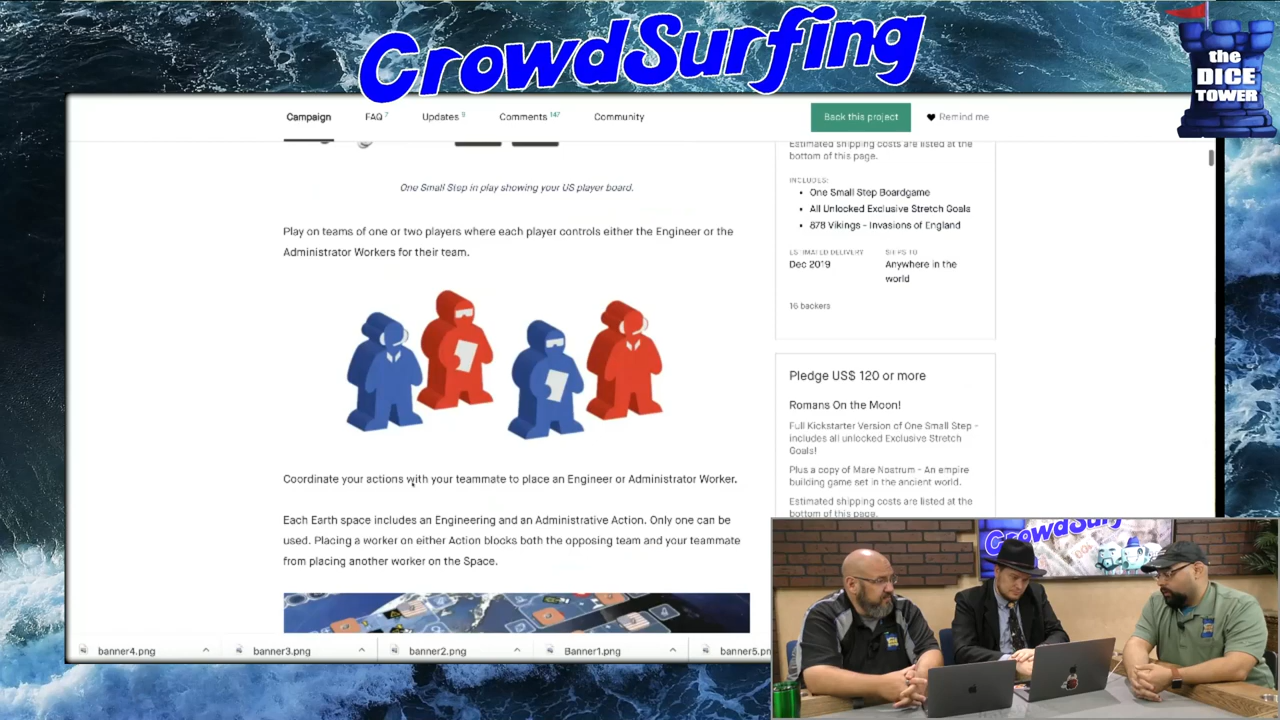 CrowdSurfing
the
DICE
TOWER
Campaign FAQ 7 Updates 9 Comments 147 Community Back this project Remind me
One Small Step in play showing your US player board.
Play on teams of one or two players where each player controls either the Engineer or the
Administrator Workers for their team.
Coordinate your actions with your teammate to place an Engineer or Administrator Worker.
Each Earth space includes an Engineering and an Administrative Action. Only one can be
used. Placing a worker on either Action blocks both the opposing team and your teammate
from placing another worker on the Space.
Estimated shipping costs are listed at the
bottom of this page.
INCLUDES:
• One Small Step Boardgame
• All Unlocked Exclusive Stretch Goals
• 878 Vikings - Invasions of England
ESTIMATED DELIVERY SHIPS TO
Dec 2019 Anywhere in the
world
16 backers
Pledge US$ 120 or more
Romans On the Moon!
Full Kickstarter Version of One Small Step -
includes all unlocked Exclusive Stretch
Goals!
Plus a copy of Mare Nostrum - An empire
building game set in the ancient world.
Estimated shipping costs are listed at the
bottom of this page.
banner4.png banner3.png banner2.png Banner1.png banner5.pn
CrowdSurf